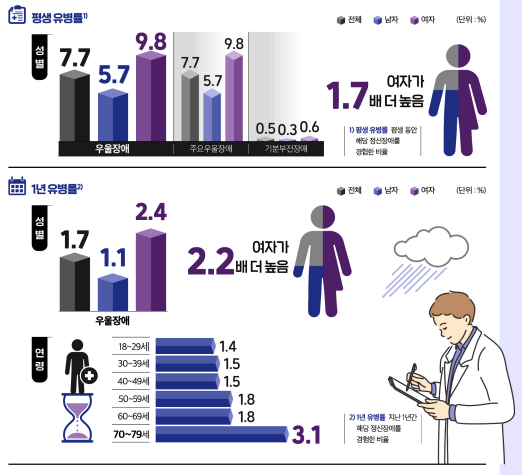 평생 유병률1)
전체 남자 여자 (단위 : %)
성별
7.7
5.7
9.8
7.7
5.7
9.8
0.5
0.3
0.6
우울장애
주요우울장애
기분부전장애
여자가
1.7배 더 높음
1) 평생 유병률 평생 동안
해당 정신장애를
경험한 비율
1년 유병률2)
전체 남자 여자 (단위 : %)
성별
1.7
1.1
2.4
우울장애
여자가
2.2배 더 높음
연령
18~29세 1.4
30~39세 1.5
40~49세 1.5
50~59세 1.8
60~69세 1.8
70~79세 3.1
2) 1년 유병률 지난 1년간
해당 정신장애를
경험한 비율